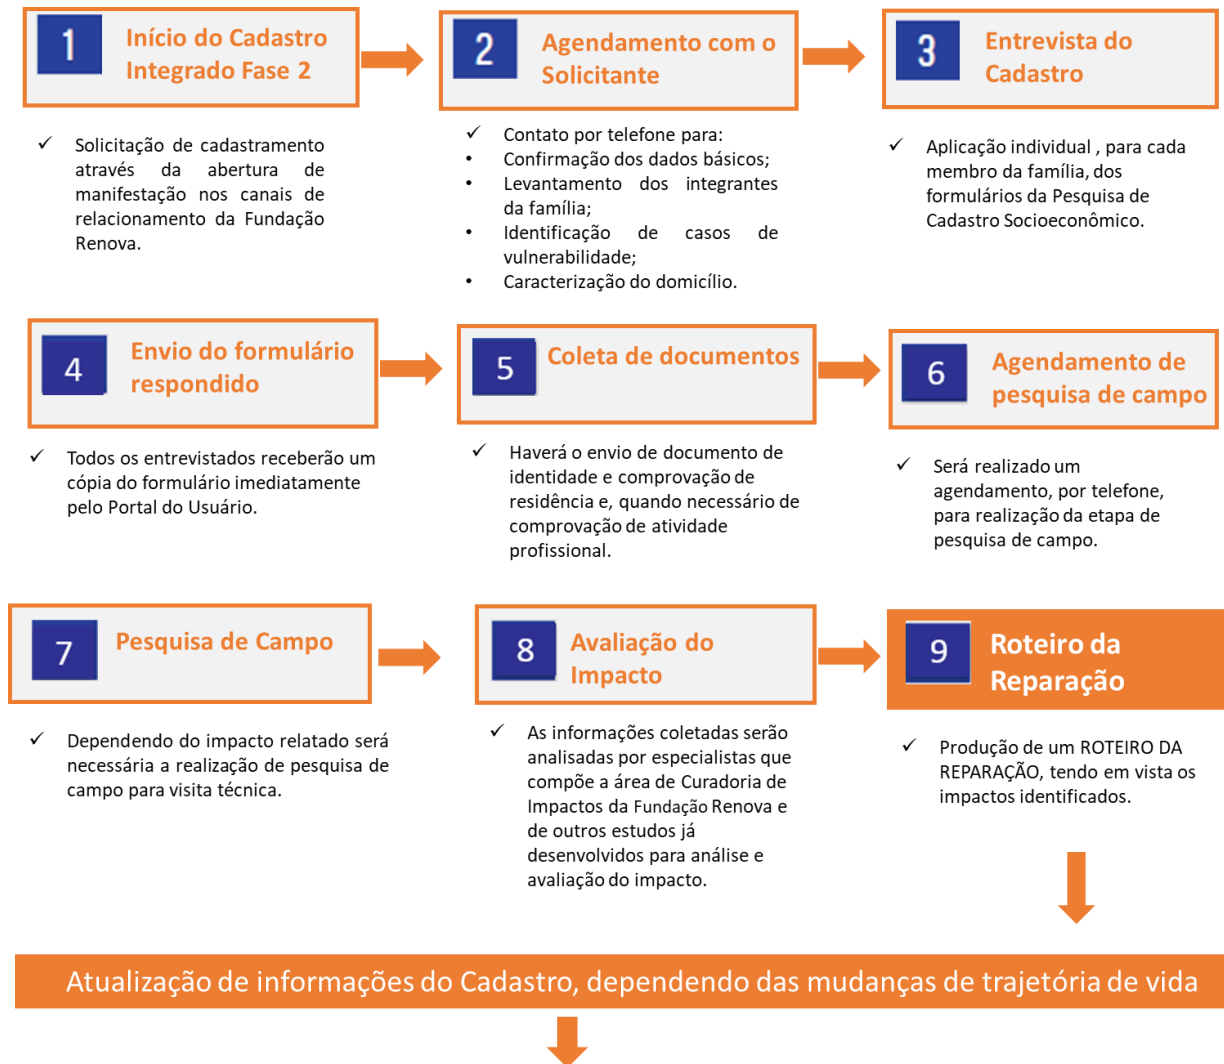 1
Início do Cadastro
Integrado Fase 2
✓ Solicitação de cadastramento
através da abertura de
manifestação nos canais de
relacionamento da Fundação
Renova.
2
Agendamento com o
Solicitante
✓ Contato por telefone para:
• Confirmação dos dados básicos;
• Levantamento dos integrantes
da família;
• Identificação de casos de
vulnerabilidade;
• Caracterização do domicílio.
3
Entrevista do
Cadastro
✓ Aplicação individual , para cada
membro da família, dos
formulários da Pesquisa de
Cadastro Socioeconômico.
4
Envio do formulário
respondido
✓ Todos os entrevistados receberão um
cópia do formulário imediatamente
pelo Portal do Usuário.
5
Coleta de documentos
✓ Haverá o envio de documento de
identidade e comprovação de
residência e, quando necessário de
comprovação de atividade
profissional.
6
Agendamento de
pesquisa de campo
✓ Será realizado um
agendamento, por telefone,
para realização da etapa de
pesquisa de campo.
7
Pesquisa de Campo
✓ Dependendo do impacto relatado será
necessária a realização de pesquisa de
campo para visita técnica.
8
Avaliação do
Impacto
✓ As informações coletadas serão
analisadas por especialistas que
compõe a área de Curadoria de
Impactos da Fundação Renova e
de outros estudos já
desenvolvidos para análise e
avaliação do impacto.
9
Roteiro da
Reparação
✓ Produção de um ROTEIRO DA
REPARAÇÃO, tendo em vista os
impactos identificados.
Atualização de informações do Cadastro, dependendo das mudanças de trajetória de vida